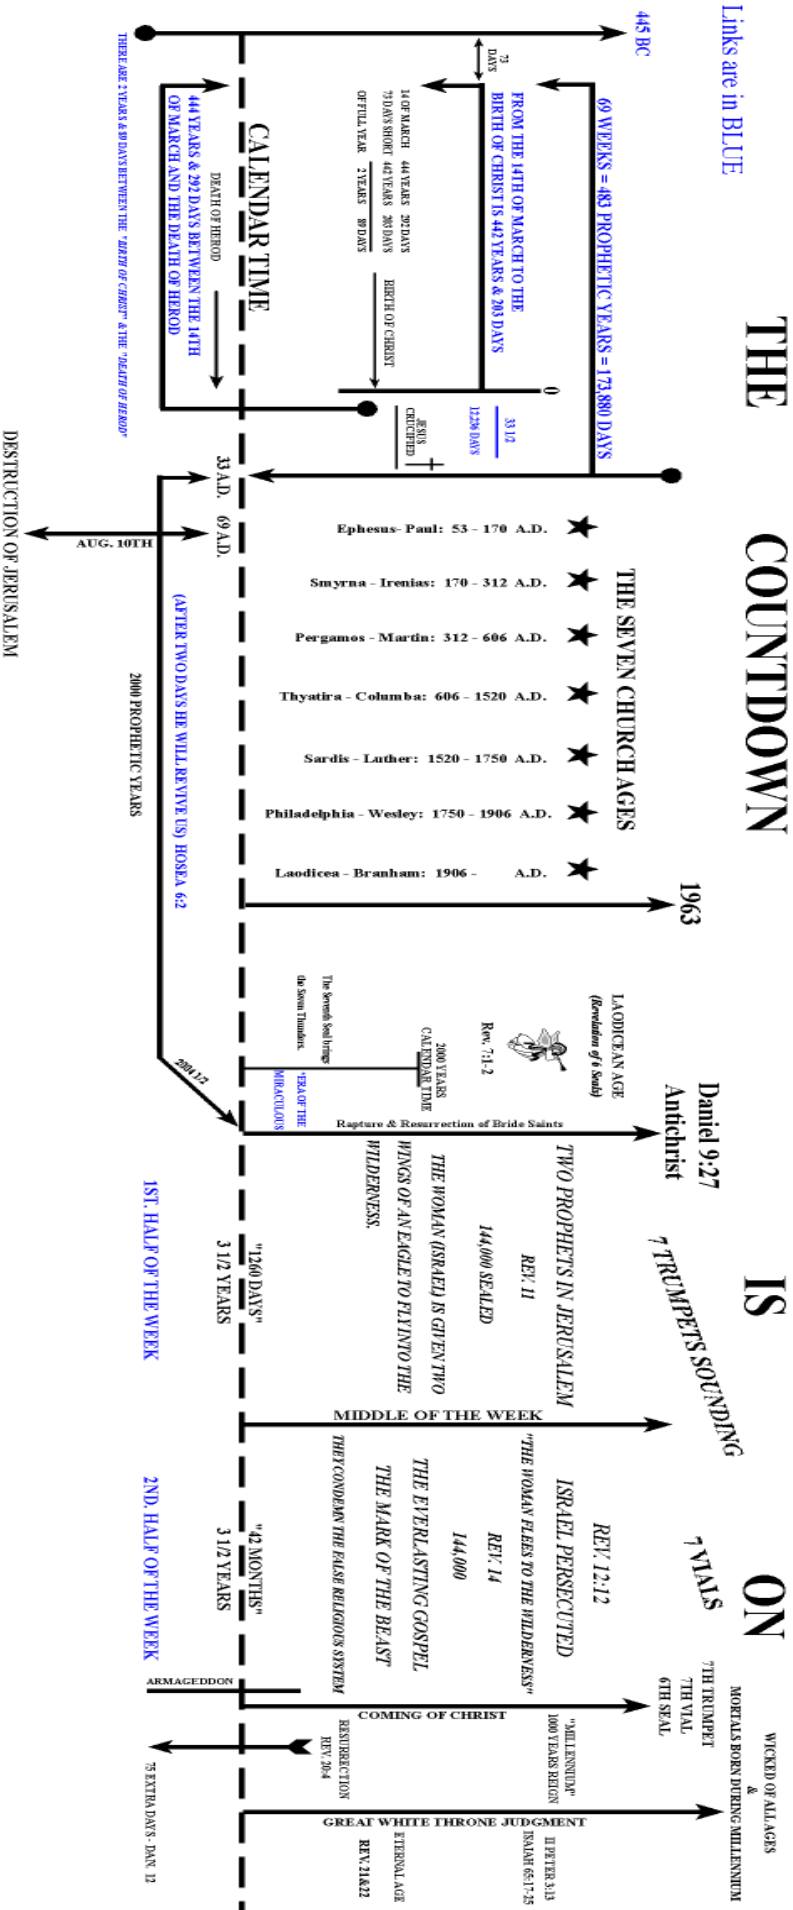 Links are in BLUE
THE COUNTDOWN IS ON
445 BC
69 WEEKS = 483 PROPHETIC YEARS = 173,880 DAYS
73
DAYS
FROM THE 14TH OF MARCH TO THE
BIRTH OF CHRIST IS 442 YEARS & 203 DAYS
14 OF MARCH 444 YEARS 292 DAYS
73 DAYS SHORT 442 YEARS 203 DAYS
OF FULL YEAR 2 YEARS 89 DAYS
BIRTH OF CHRIST
0
33 1/2
12,236 DAYS
JESUS
CRUCIFIED
CALENDAR TIME
DEATH OF HEROD
444 YEARS & 292 DAYS BETWEEN THE 14TH
OF MARCH AND THE DEATH OF HEROD
THERE ARE 2 YEARS & 89 DAYS BETWEEN THE "BIRTH OF CHRIST" & THE "DEATH OF HEROD"
33 A.D.
69 A.D.
AUG. 10TH
DESTRUCTION OF JERUSALEM
THE SEVEN CHURCH AGES
Ephesus- Paul: 53 - 170 A.D.
Smyrna - Irenias: 170 - 312 A.D.
Pergamos - Martin: 312 - 606 A.D.
Thyatira - Columba: 606 - 1520 A.D.
Sardis - Luther: 1520 - 1750 A.D.
Philadelphia - Wesley: 1750 - 1906 A.D.
Laodicea - Branham: 1906 - A.D.
(AFTER TWO DAYS HE WILL REVIVE US) HOSEA 6:2
2000 PROPHETIC YEARS
2004 1/2
1963
LAODICEAN AGE
(Revelation of 6 Seals)
Rev. 7:1-2
2000 YEARS
CALENDAR TIME
The Seventh Seal brings
the Seven Thunders.
"ERA OF THE
MIRACULOUS
Daniel 9:27
Antichrist
Rapture & Resurrection of Bride Saints
7 TRUMPETS SOUNDING
TWO PROPHETS IN JERUSALEM
REV. 11
144,000 SEALED
THE WOMAN (ISRAEL) IS GIVEN TWO
WINGS OF AN EAGLE TO FLY INTO THE
WILDERNESS.
"1260 DAYS"
3 1/2 YEARS
1ST. HALF OF THE WEEK
MIDDLE OF THE WEEK
7 VIALS
REV. 12:12
ISRAEL PERSECUTED
"THE WOMAN FLEES TO THE WILDERNESS"
REV. 14
144,000
THE EVERLASTING GOSPEL
THE MARK OF THE BEAST
THEY CONDEMN THE FALSE RELIGIOUS SYSTEM
"42 MONTHS"
3 1/2 YEARS
2ND. HALF OF THE WEEK
ARMAGEDDON
7TH TRUMPET
7TH VIAL
6TH SEAL
COMING OF CHRIST
"MILLENNIUM"
1000 YEARS REIGN
RESURRECTION
REV. 20:4
75 EXTRA DAYS - DAN. 12
WICKED OF ALL AGES
&
MORTALS BORN DURING MILLENNIUM
GREAT WHITE THRONE JUDGMENT
II PETER 3:13
ISAIAH 65:17-25
ETERNAL AGE
REV. 21&22